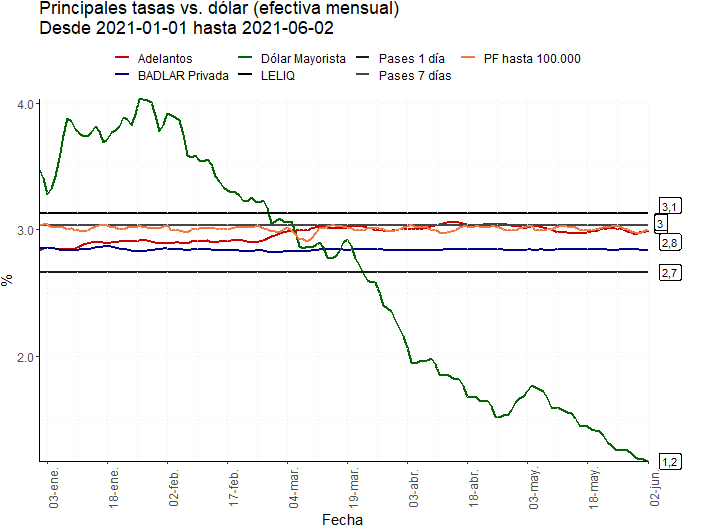 Principales tasas vs. dólar (efectiva mensual)
Desde 2021-01-01 hasta 2021-06-02
Adelantos Dólar Mayorista Pases 1 día PF hasta 100.000
BADLAR Privada LELIQ Pases 7 días
4.0
3.0
2.0
%
3,1
3
2,8
2,7
1,2
03-ene. 18-ene. 02-feb. 17-feb. 04-mar. 19-mar. 03-abr. 18-abr. 03-may. 18-may. 02-jun.
Fecha